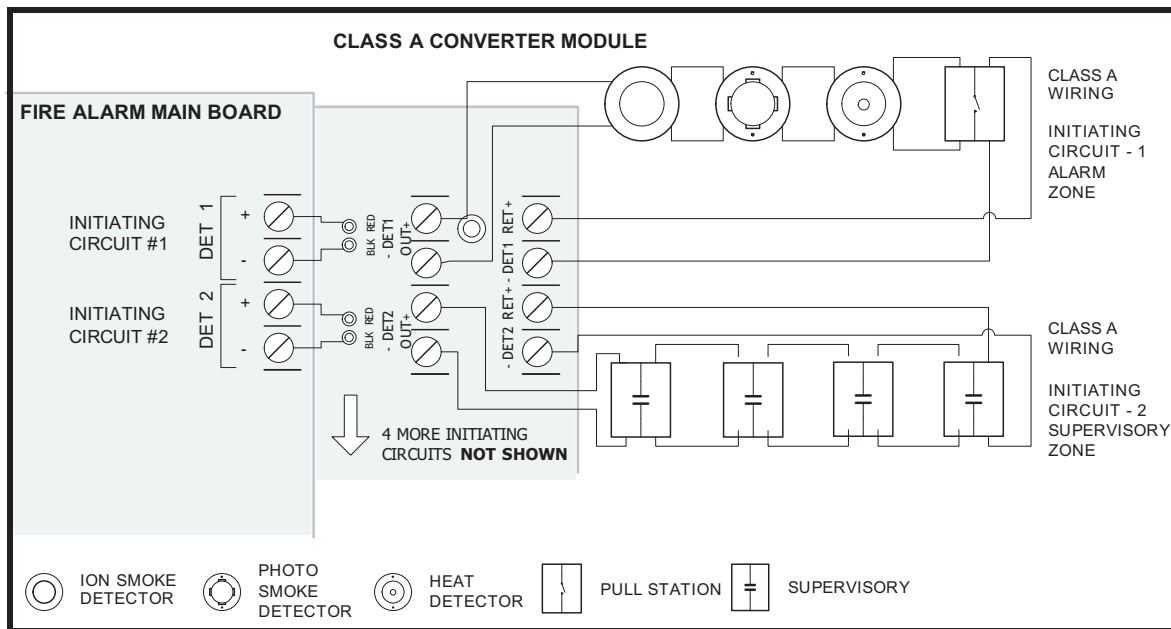 CLASS A CONVERTER MODULE
FIRE ALARM MAIN BOARD
INITIATING
CIRCUIT #1
DET 1
+
-
BLK RED
- DET1
OUT+
- DET1 RET+
INITIATING
CIRCUIT #2
DET 2
+
-
BLK RED
- DET2
OUT+
- DET2 RET+
4 MORE INITIATING
CIRCUITS NOT SHOWN
CLASS A
WIRING
INITIATING
CIRCUIT - 1
ALARM
ZONE
CLASS A
WIRING
INITIATING
CIRCUIT - 2
SUPERVISORY
ZONE
ION SMOKE
DETECTOR
PHOTO
SMOKE
DETECTOR
HEAT
DETECTOR
PULL STATION
SUPERVISORY